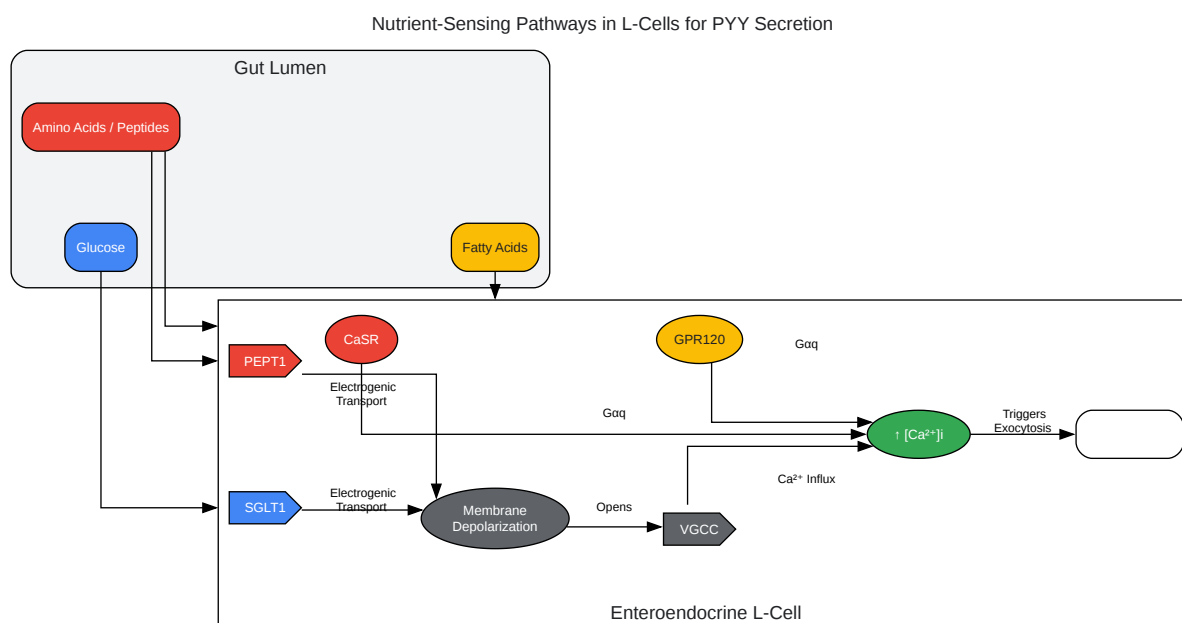 Nutrient-Sensing Pathways in L-Cells for PYY Secretion
Gut Lumen
Amino Acids / Peptides
Glucose
Fatty Acids
CaSR
GPR120
Gαq
PEPT1
Electrogenic
Transport
Gαq
↑ [Ca²⁺]i
Triggers
Exocytosis
Ca²⁺ Influx
SGLT1
Electrogenic
Transport
Membrane
Depolarization
Opens
VGCC
Enteroendocrine L-Cell